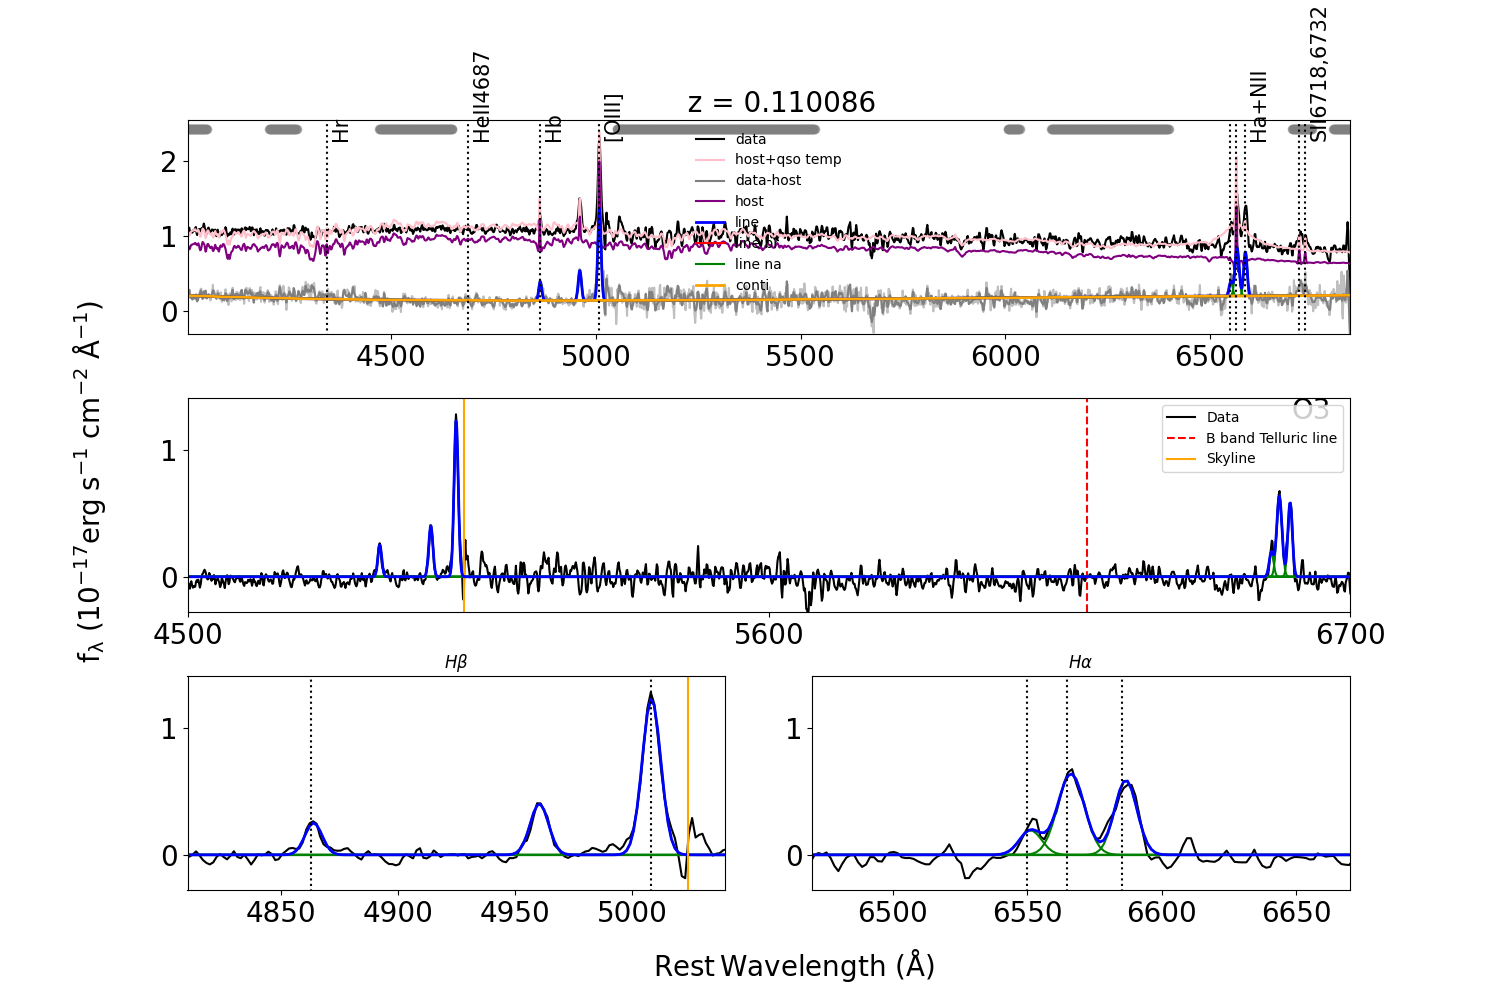 z = 0.110086
Hr
HeII4687
Hb
[OIII]
Ha+NII
SII6718,6732
data
host+qso temp
data-host
host
line
line br
line na
conti
2
1
0
4500
5000
5500
6000
6500
O3
Data
B band Telluric line
Skyline
1
0
4500
5600
6700
fλ (10−17erg s−1 cm−2 Å−1)
Hβ
1
0
4850
4900
4950
5000
Hα
1
0
6500
6550
6600
6650
Rest Wavelength (Å)